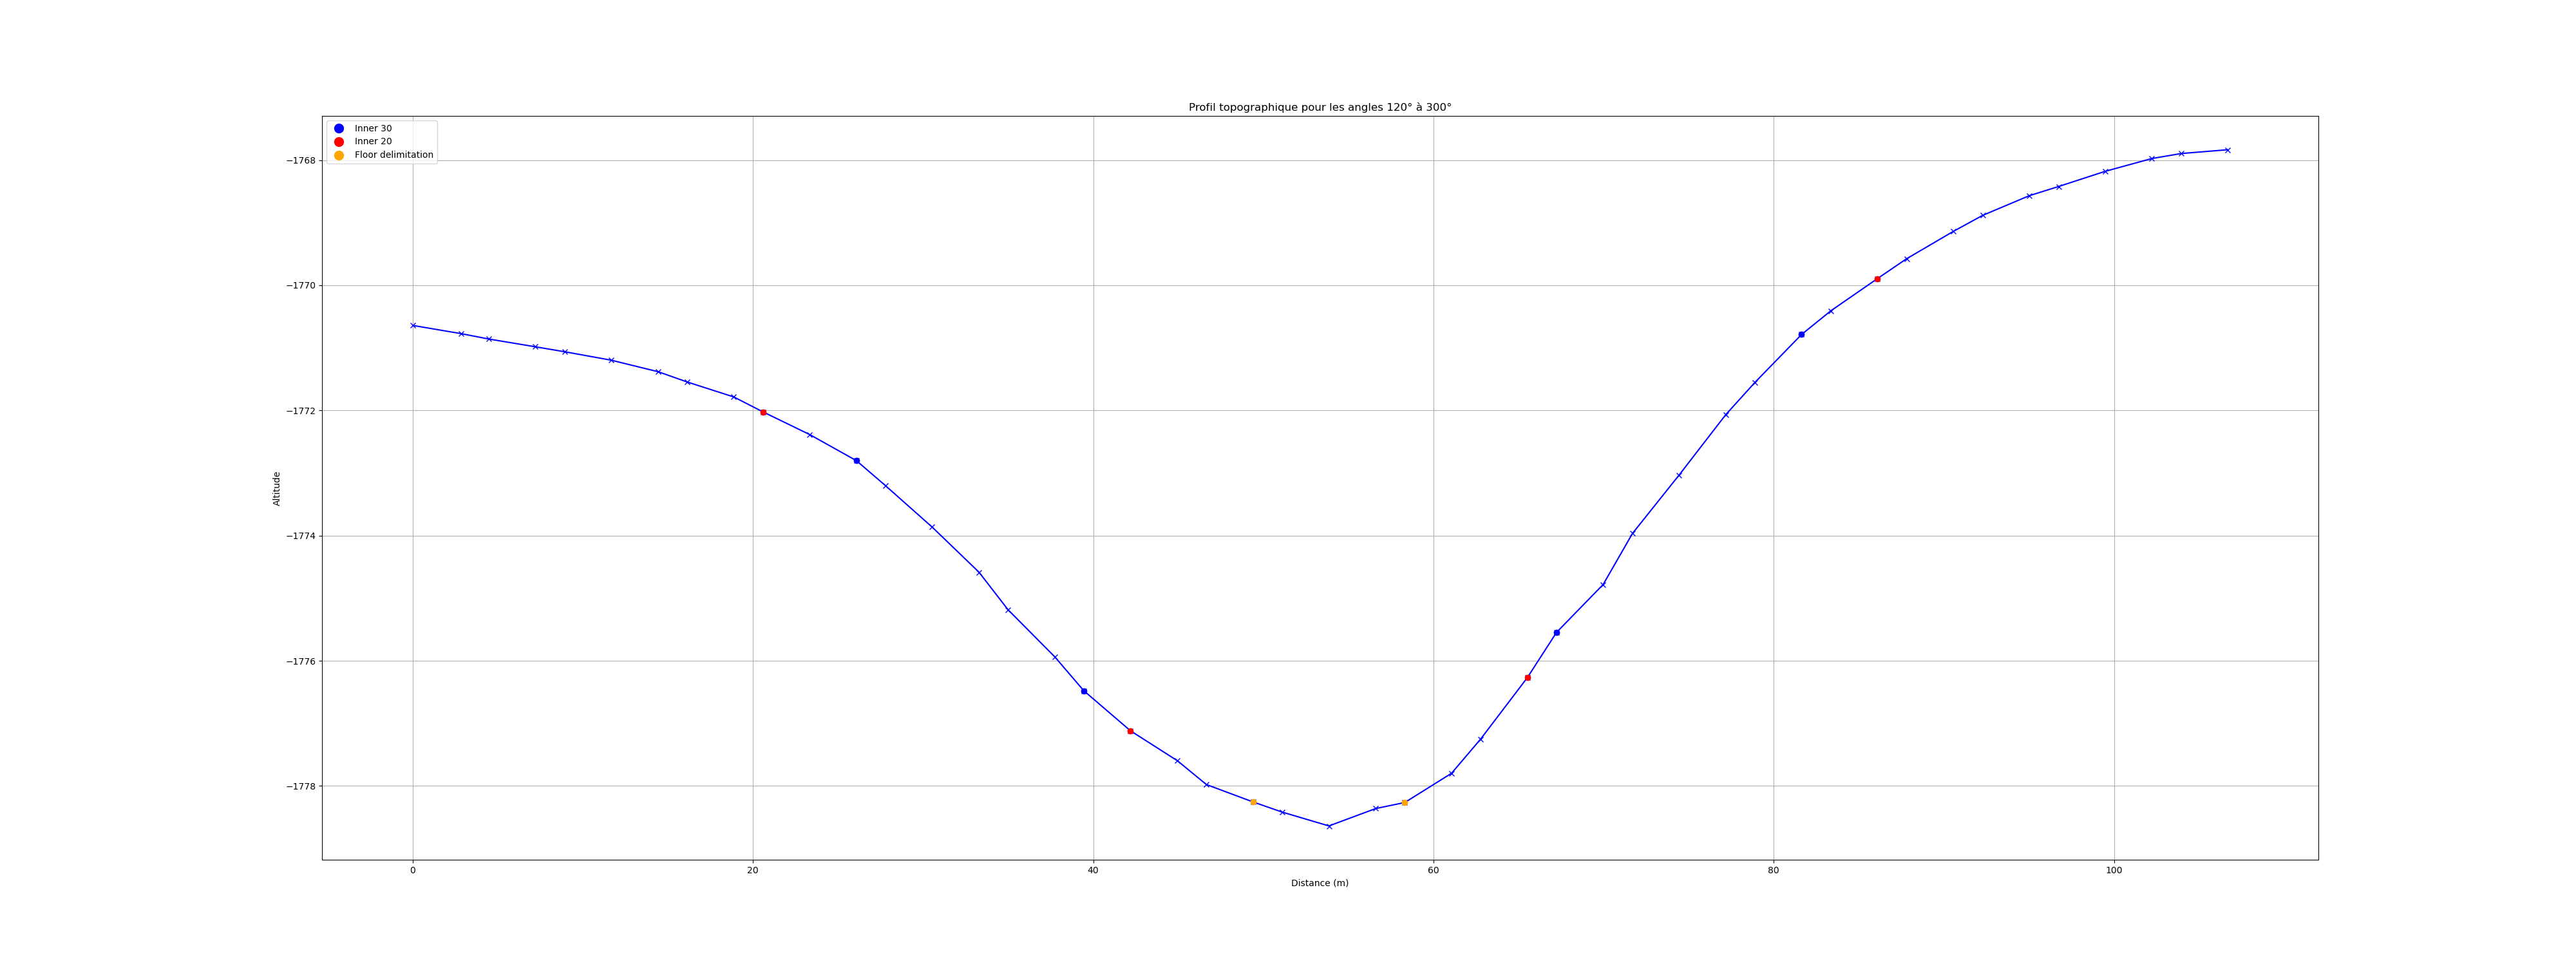 Profil topographique pour les angles 120° à 300°
Inner 30
Inner 20
Floor delimitation
−1768
−1770
−1772
−1774
−1776
−1778
Altitude
0 20 40 60 80 100
Distance (m)